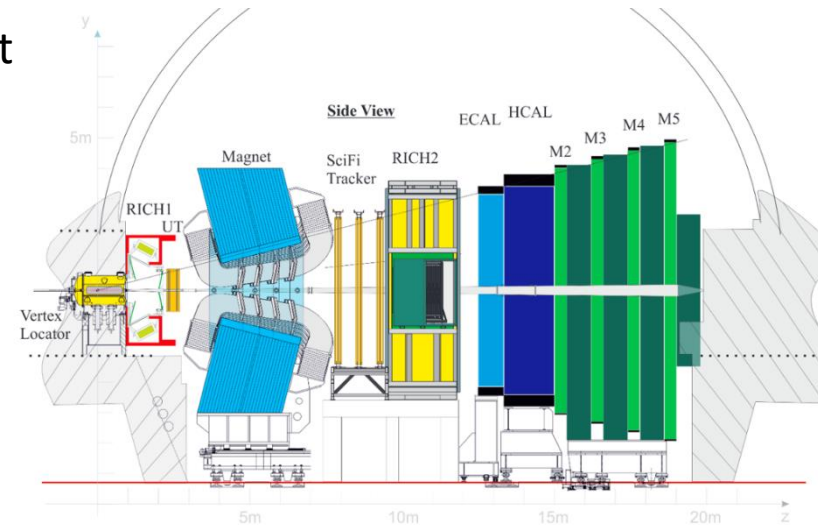 t
y
5m
Side View
ECAL
HCAL
M2
M3
M4
M5
Magnet
SciFi
Tracker
RICH2
RICH1
UT
Vertex
Locator
5m
10m
15m
20m
z